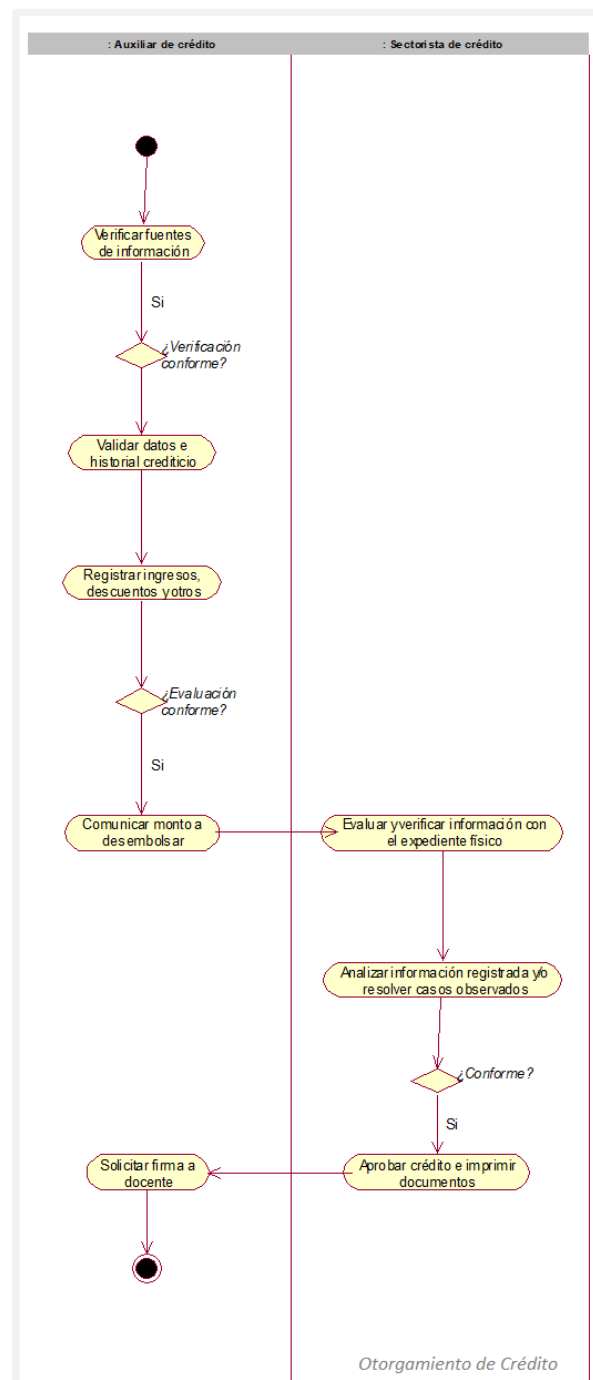 : Auxiliar de crédito
: Sectorista de crédito
Verificar fuentes
de información
Si
¿Verificación
conforme?
Validar datos e
historial crediticio
Registrar ingresos,
descuentos y otros
¿Evaluación
conforme?
Si
Comunicar monto a
desembolsar
Evaluar y verificar información con
el expediente físico
Analizar información registrada y/o
resolver casos observados
¿Conforme?
Si
Solicitar firma a
docente
Aprobar crédito e imprimir
documentos
Otorgamiento de Crédito